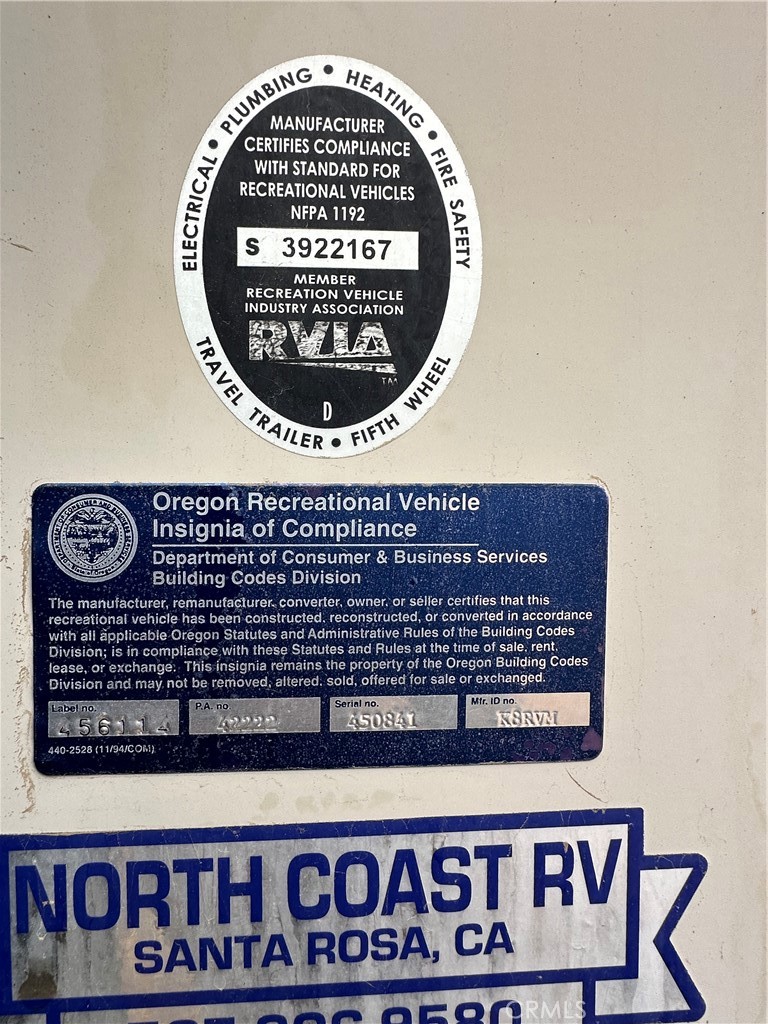 ELECTRICAL • PLUMBING • HEATING • FIRE SAFETY
MANUFACTURER
CERTIFIES COMPLIANCE
WITH STANDARD FOR
RECREATIONAL VEHICLES
NFPA 1192
S 3922167
MEMBER
RECREATION VEHICLE
INDUSTRY ASSOCIATION
RVIA
TM
D
TRAVEL TRAILER • FIFTH WHEEL
Oregon Recreational Vehicle
Insignia of Compliance
Department of Consumer & Business Services
Building Codes Division
The manufacturer, remanufacturer, converter, owner, or seller certifies that this
recreational vehicle has been constructed, reconstructed, or converted in accordance
with all applicable Oregon Statutes and Administrative Rules of the Building Codes
Division; is in compliance with these Statutes and Rules at the time of sale, rent,
lease, or exchange. This insignia remains the property of the Oregon Building Codes
Division and may not be removed, altered, sold, offered for sale or exchanged.
Label no. P.A. no. Serial no. Mfr. ID no.
456114 42222 450841 K8RVM
440-2528 (11/94/COM)
NORTH COAST RV
SANTA ROSA, CA
CRMLS